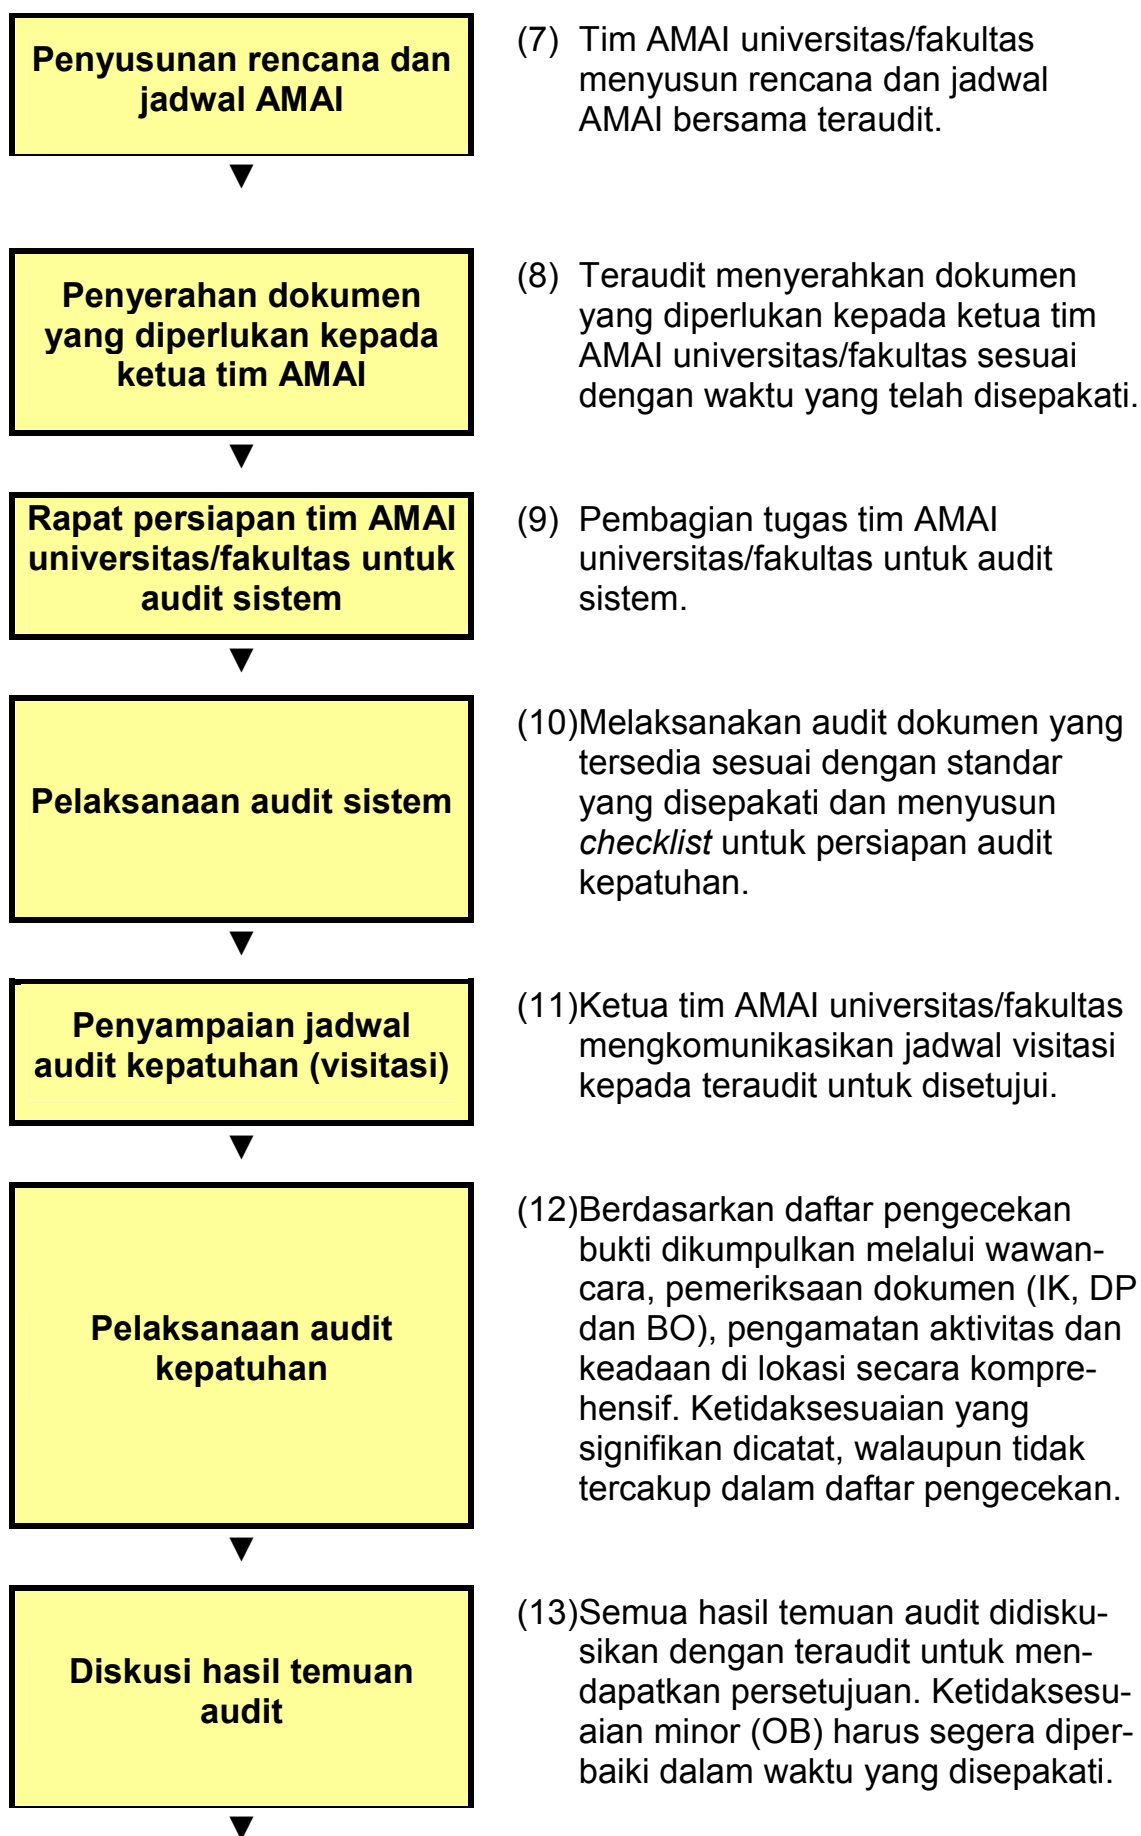 Penyusunan rencana dan
jadwal AMAI
(7) Tim AMAI universitas/fakultas
menyusun rencana dan jadwal
AMAI bersama teraudit.
▼
Penyerahan dokumen
yang diperlukan kepada
ketua tim AMAI
(8) Teraudit menyerahkan dokumen
yang diperlukan kepada ketua tim
AMAI universitas/fakultas sesuai
dengan waktu yang telah disepakati.
▼
Rapat persiapan tim AMAI
universitas/fakultas untuk
audit sistem
(9) Pembagian tugas tim AMAI
universitas/fakultas untuk audit
sistem.
▼
Pelaksanaan audit sistem
(10)Melaksanakan audit dokumen yang
tersedia sesuai dengan standar
yang disepakati dan menyusun
checklist untuk persiapan audit
kepatuhan.
▼
Penyampaian jadwal
audit kepatuhan (visitasi)
(11)Ketua tim AMAI universitas/fakultas
mengkomunikasikan jadwal visitasi
kepada teraudit untuk disetujui.
▼
Pelaksanaan audit
kepatuhan
(12)Berdasarkan daftar pengecekan
bukti dikumpulkan melalui wawan-
cara, pemeriksaan dokumen (IK, DP
dan BO), pengamatan aktivitas dan
keadaan di lokasi secara kompre-
hensif. Ketidaksesuaian yang
signifikan dicatat, walaupun tidak
tercakup dalam daftar pengecekan.
▼
Diskusi hasil temuan
audit
(13)Semua hasil temuan audit didisku-
sikan dengan teraudit untuk men-
dapatkan persetujuan. Ketidaksesu-
aian minor (OB) harus segera diper-
baiki dalam waktu yang disepakati.
▼